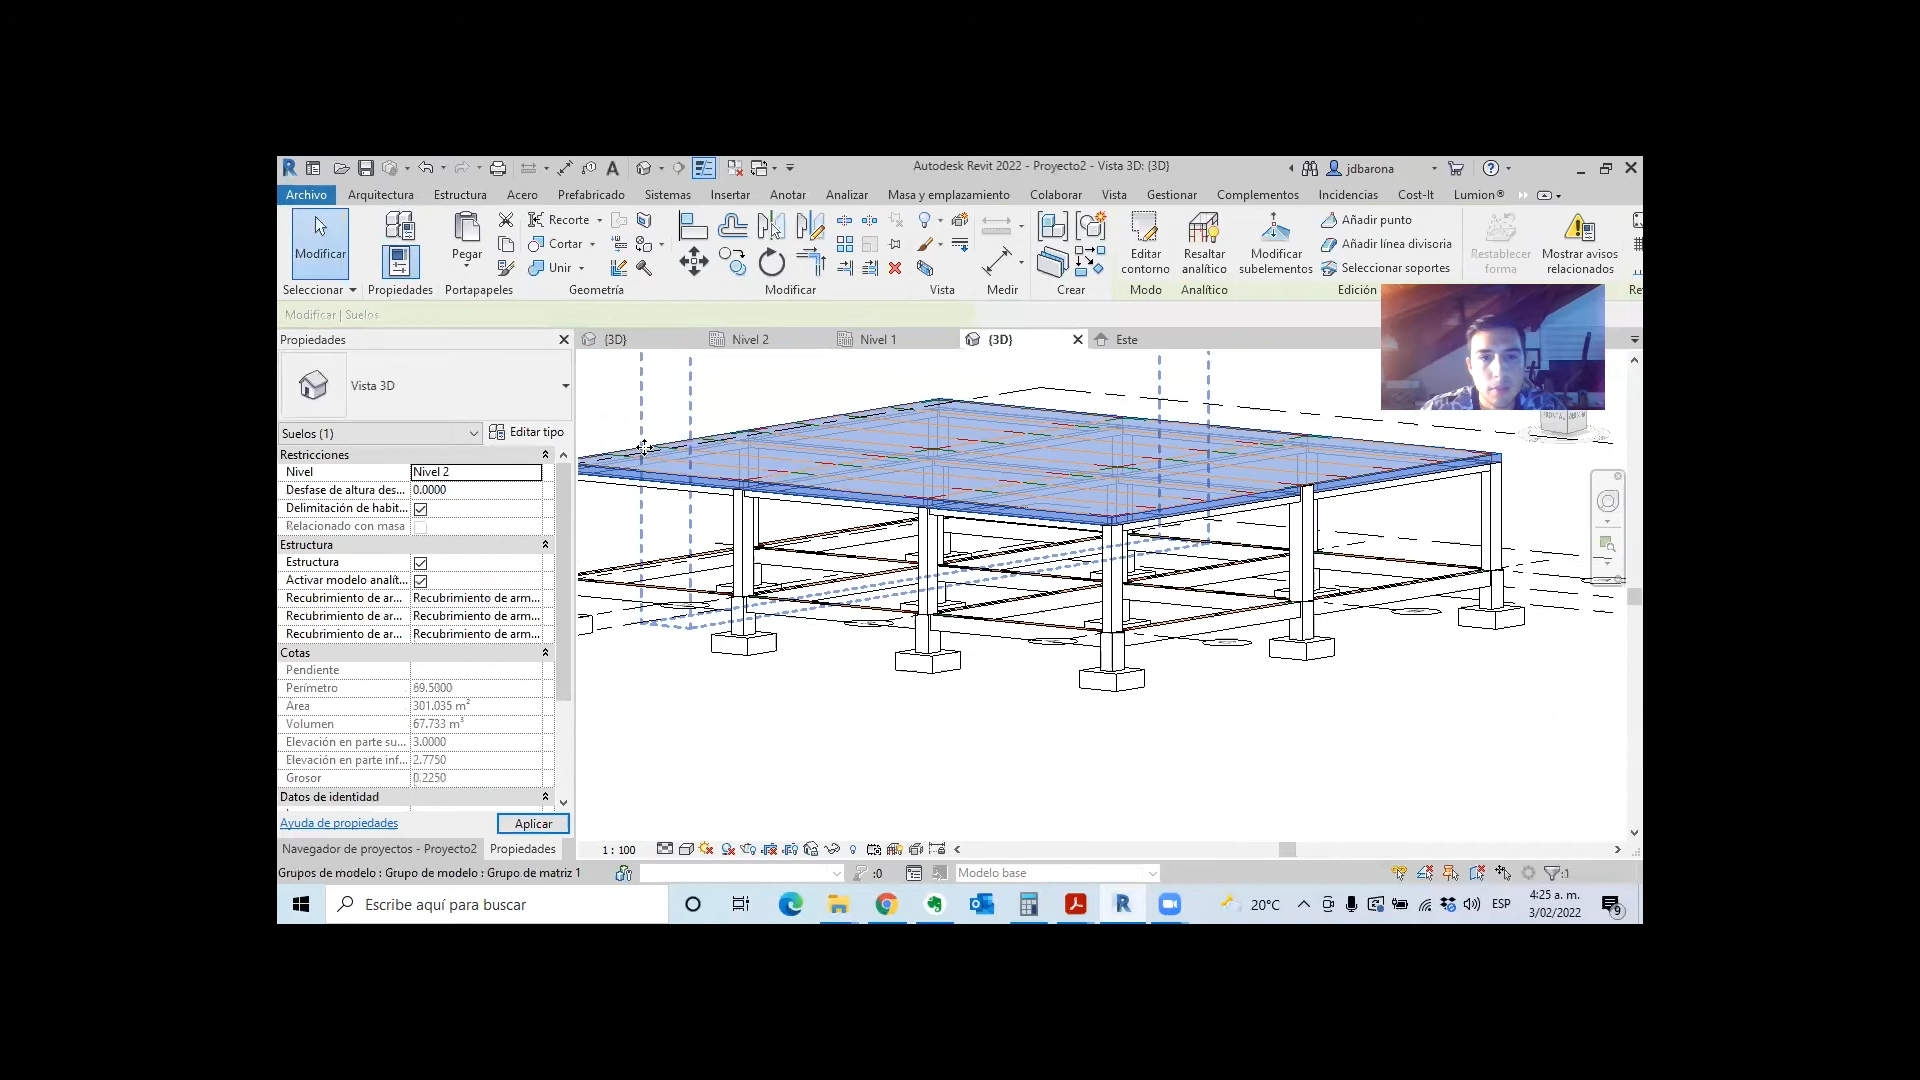 Autodesk Revit 2022 - Proyecto2 - Vista 3D: {3D}
jdbarona
Archivo Arquitectura Estructura Acero Prefabricado Sistemas Insertar Anotar Analizar Masa y emplazamiento Colaborar Vista Gestionar Complementos Incidencias Cost-It Lumion®
Modificar
Pegar
Recorte
Cortar
Unir
Editar contorno
Resaltar analítico
Modificar subelementos
Añadir punto
Añadir línea divisoria
Seleccionar soportes
Restablecer forma
Mostrar avisos relacionados
Seleccionar Propiedades Portapapeles Geometría Modificar Vista Medir Crear Modo Analítico Edición Re
Modificar | Suelos
Propiedades
{3D} Nivel 2 Nivel 1 {3D} Este
Vista 3D
Suelos (1) Editar tipo
Restricciones
Nivel Nivel 2
Desfase de altura des... 0.0000
Delimitación de habit...
Relacionado con masa
Estructura
Estructura
Activar modelo analít...
Recubrimiento de ar... Recubrimiento de arm...
Recubrimiento de ar... Recubrimiento de arm...
Recubrimiento de ar... Recubrimiento de arm...
Cotas
Pendiente
Perímetro 69.5000
Área 301.035 m²
Volumen 67.733 m³
Elevación en parte su... 3.0000
Elevación en parte inf... 2.7750
Grosor 0.2250
Datos de identidad
Ayuda de propiedades Aplicar
Navegador de proyectos - Proyecto2 Propiedades
1 : 100
Grupos de modelo : Grupo de modelo : Grupo de matriz 1
:0
Modelo base
:1
Escribe aquí para buscar
20°C
ESP
4:25 a. m.
3/02/2022
9